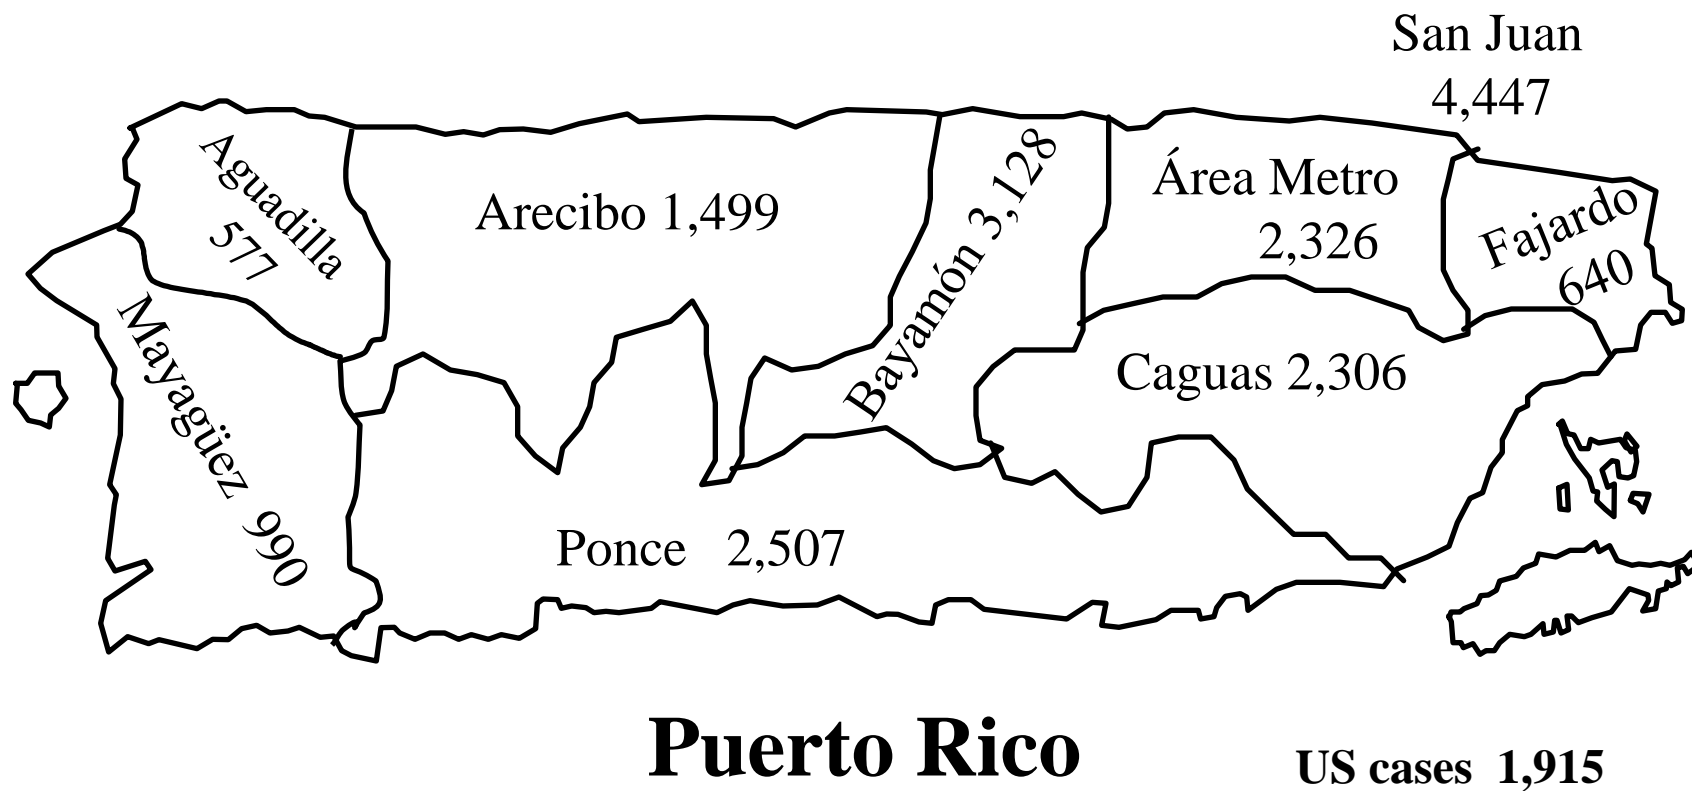 San Juan
4,447
Aguadilla
577
Arecibo 1,499
Bayamón 3,128
Área Metro
2,326
Fajardo
640
Mayagüez 990
Caguas 2,306
Ponce 2,507
Puerto Rico
US cases 1,915